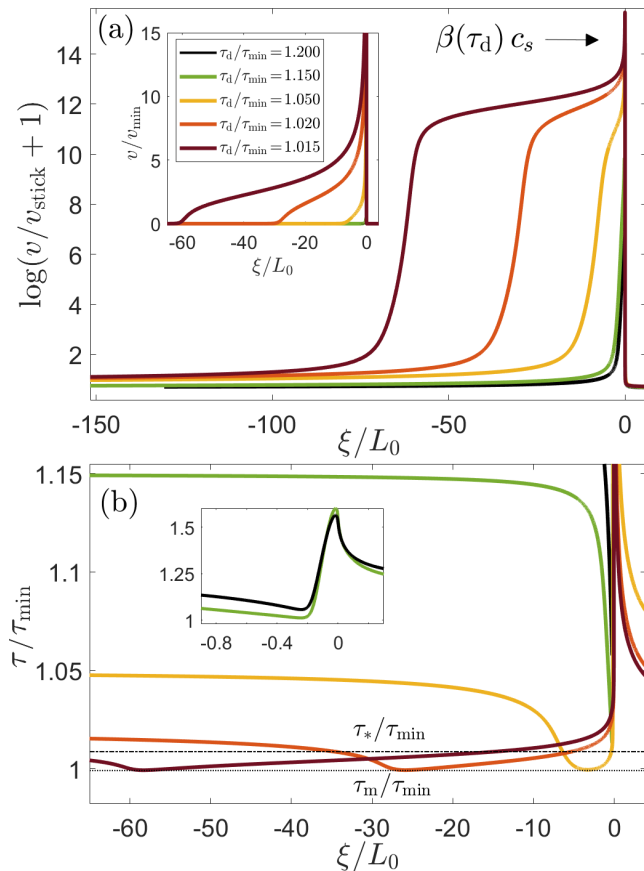 (a)
β(τ_d) c_s
τ_d/τ_min = 1.200
τ_d/τ_min = 1.150
τ_d/τ_min = 1.050
τ_d/τ_min = 1.020
τ_d/τ_min = 1.015
15
10
5
0
v/v_min
-60 -40 -20 0
ξ/L_0
16
14
12
10
8
6
4
2
log(v/v_stick + 1)
-150 -100 -50 0
ξ/L_0
(b)
1.15
1.1
1.05
1
τ/τ_min
1.5
1.25
1
-0.8 -0.4 0
τ_*/τ_min
τ_m/τ_min
-60 -50 -40 -30 -20 -10 0
ξ/L_0